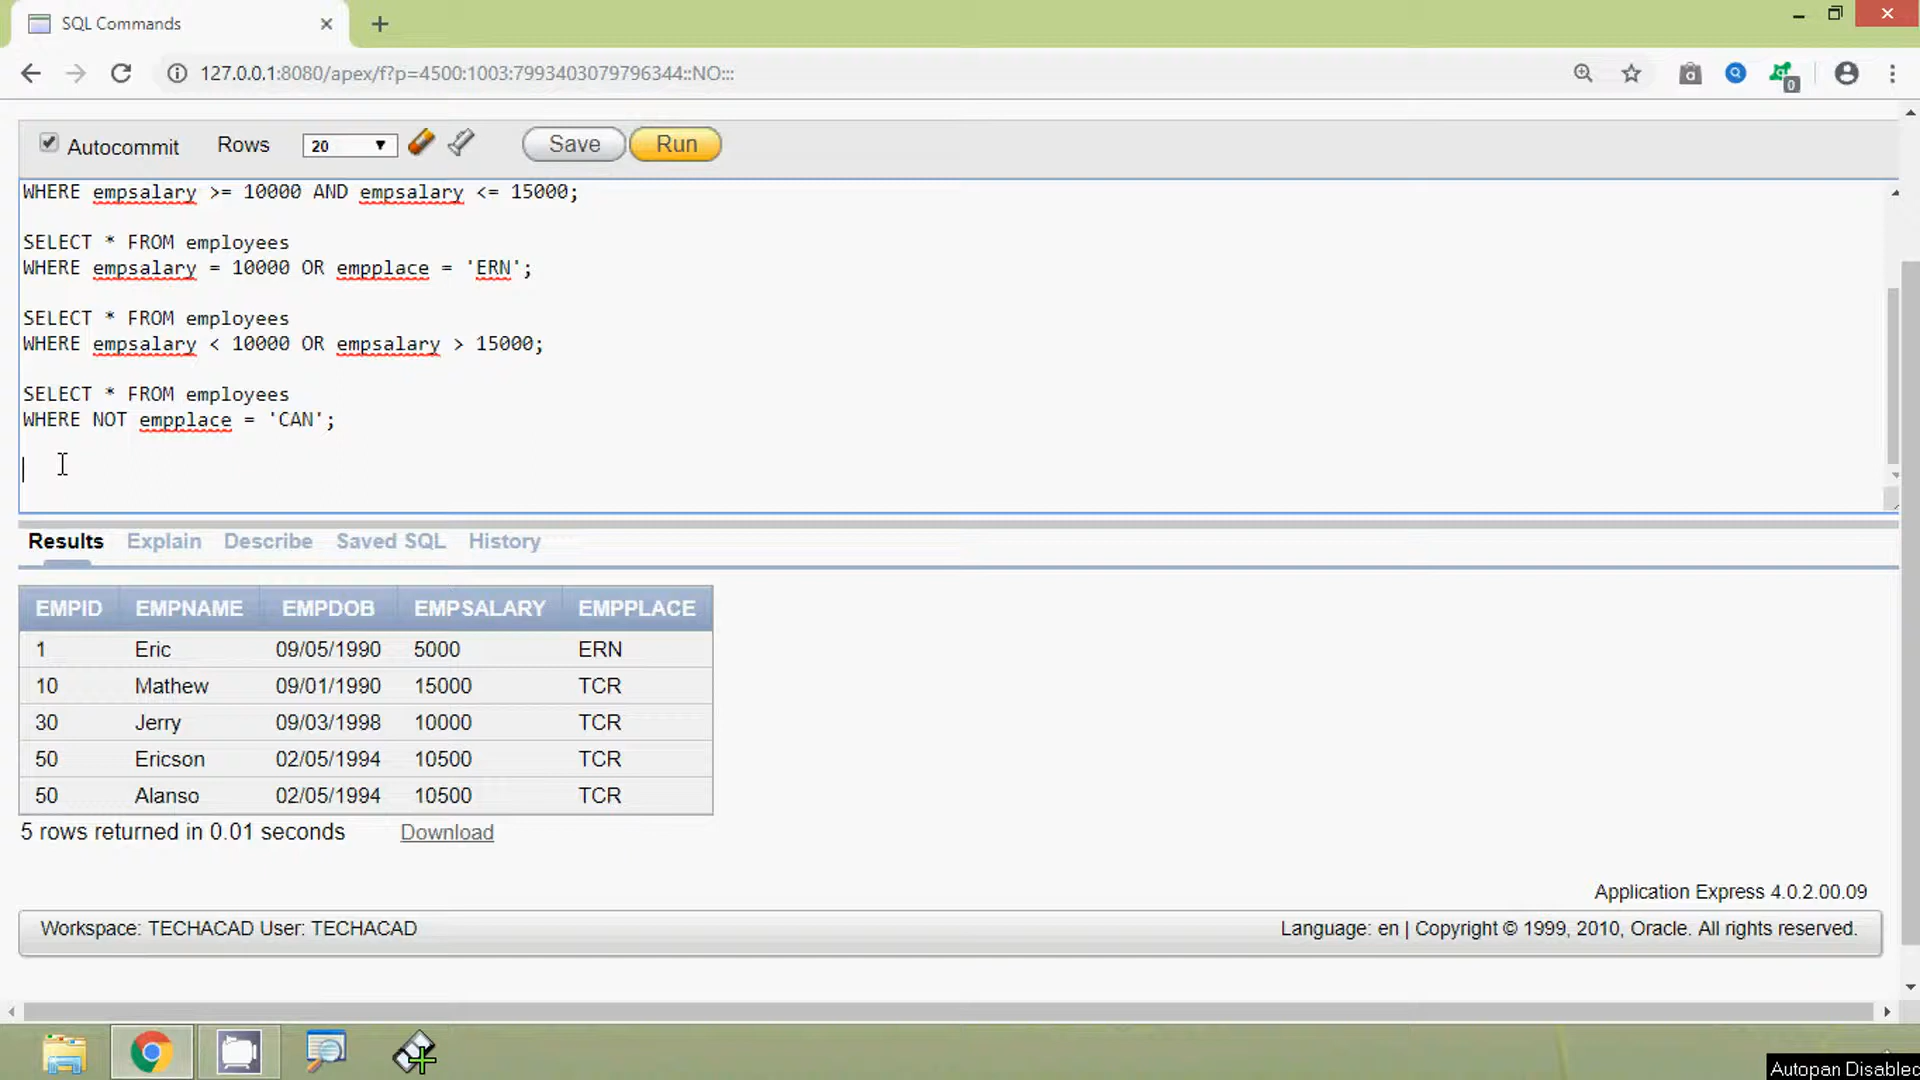 SQL Commands
127.0.0.1:8080/apex/f?p=4500:1003:7993403079796344::NO:::
0
Autocommit Rows 20 Save Run
WHERE empsalary >= 10000 AND empsalary <= 15000;
SELECT * FROM employees
WHERE empsalary = 10000 OR empplace = 'ERN';
SELECT * FROM employees
WHERE empsalary < 10000 OR empsalary > 15000;
SELECT * FROM employees
WHERE NOT empplace = 'CAN';
Results Explain Describe Saved SQL History
EMPID EMPNAME EMPDOB EMPSALARY EMPPLACE
1 Eric 09/05/1990 5000 ERN
10 Mathew 09/01/1990 15000 TCR
30 Jerry 09/03/1998 10000 TCR
50 Ericson 02/05/1994 10500 TCR
50 Alanso 02/05/1994 10500 TCR
5 rows returned in 0.01 seconds Download
Application Express 4.0.2.00.09
Workspace: TECHACAD User: TECHACAD Language: en | Copyright © 1999, 2010, Oracle. All rights reserved.
Autopan Disabled